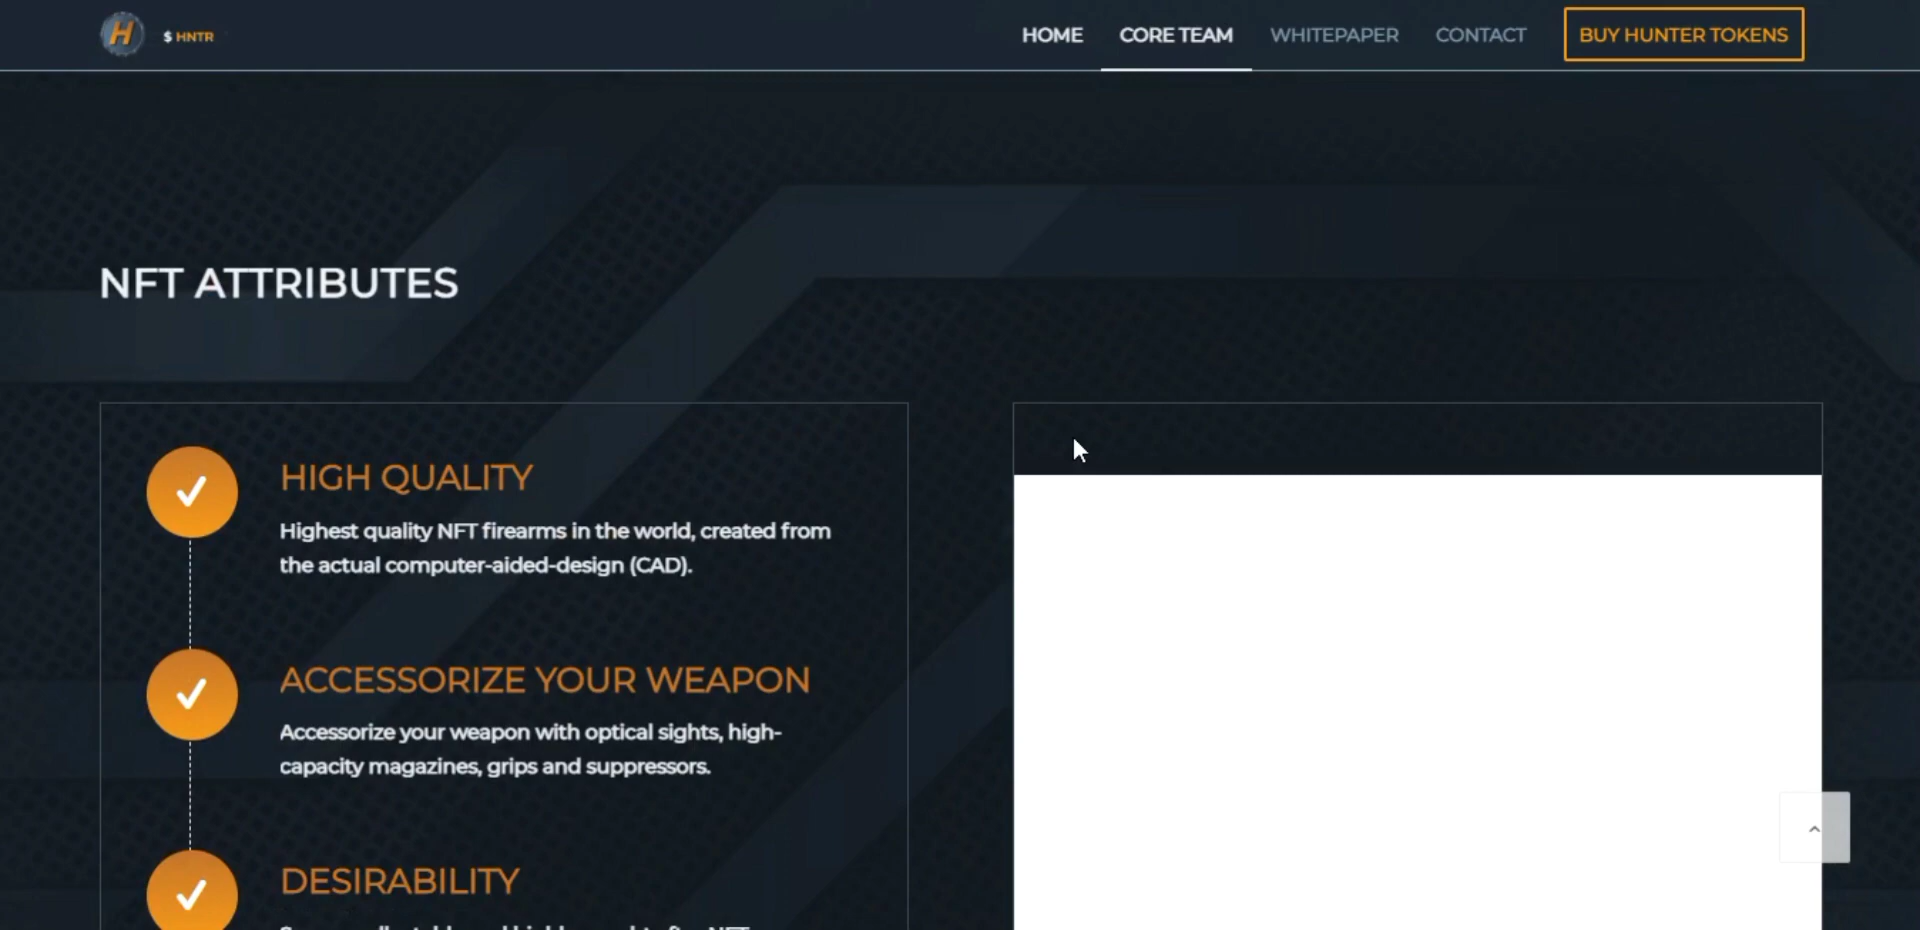 H $ HNTR HOME CORE TEAM WHITEPAPER CONTACT BUY HUNTER TOKENS
NFT ATTRIBUTES
HIGH QUALITY
Highest quality NFT firearms in the world, created from
the actual computer-aided-design (CAD).
ACCESSORIZE YOUR WEAPON
Accessorize your weapon with optical sights, high-
capacity magazines, grips and suppressors.
DESIRABILITY